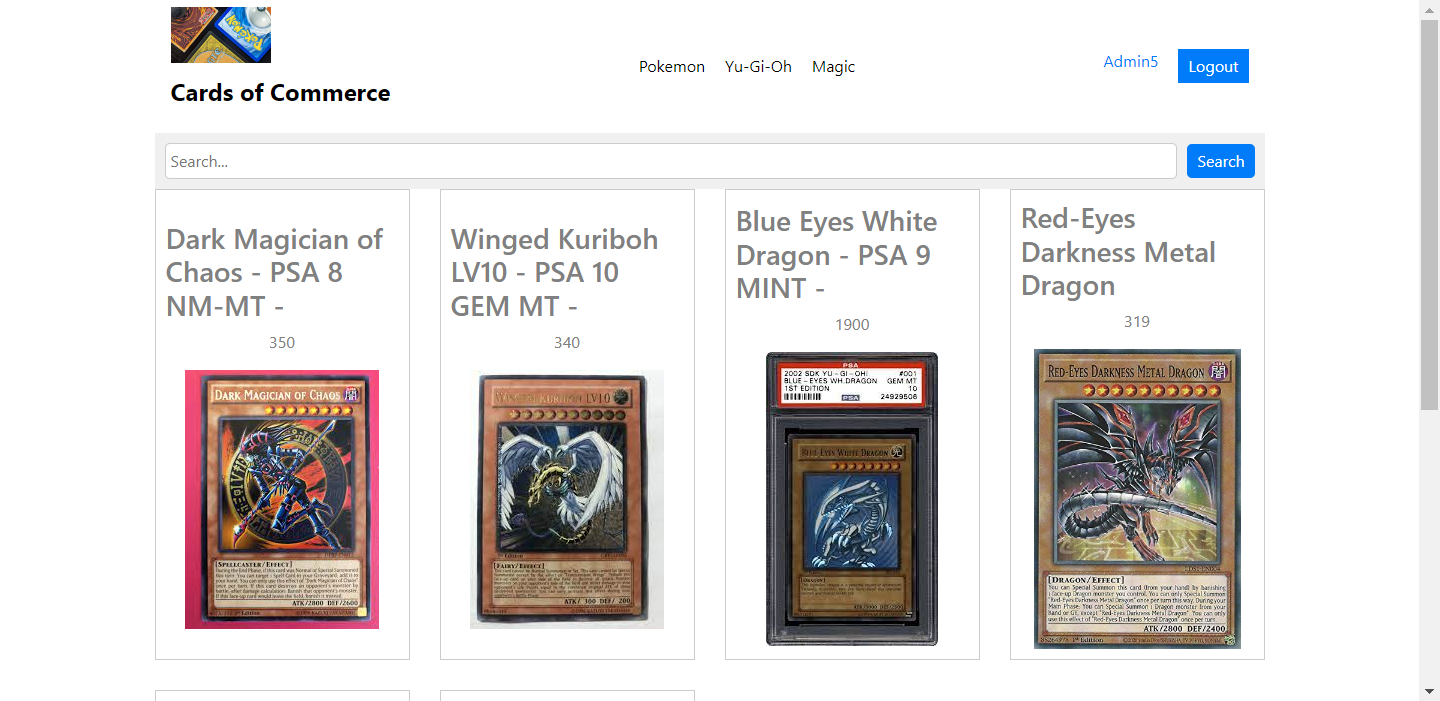 Cards of Commerce
Pokemon Yu-Gi-Oh Magic
Admin5
Logout
Search...
Search
Dark Magician of
Chaos - PSA 8
NM-MT -
350
DARK MAGICIAN OF CHAOS
[SPELLCASTER/EFFECT]
ATK/2800 DEF/2600
Winged Kuriboh
LV10 - PSA 10
GEM MT -
340
WINGED KURIBOH LV10
[FAIRY/EFFECT]
ATK/ 300 DEF/ 200
Blue Eyes White
Dragon - PSA 9
MINT -
1900
PSA
2002 SDK YU-GI-OH! #001
BLUE-EYES WH.DRAGON GEM MT
1ST EDITION 10
PSA 24929506
BLUE EYES WHITE DRAGON
[DRAGON]
Red-Eyes
Darkness Metal
Dragon
319
RED-EYES DARKNESS METAL DRAGON
[DRAGON/EFFECT]
You can Special Summon this card (from your hand) by banishing
1 face-up Dragon monster you control. You can only Special Summon
"Red-Eyes Darkness Metal Dragon" once per turn this way. During your
Main Phase: You can Special Summon 1 Dragon monster from your
hand or GY, except "Red-Eyes Darkness Metal Dragon". You can only
use this effect of "Red-Eyes Darkness Metal Dragon" once per turn.
ATK/2800 DEF/2400
1st Edition